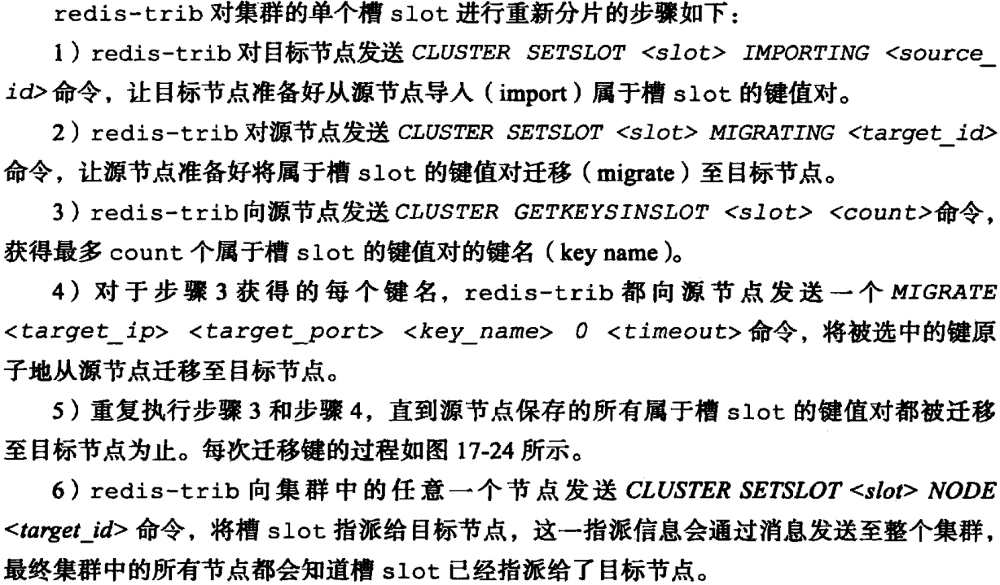 redis-trib 对集群的单个槽 slot 进行重新分片的步骤如下：
1）redis-trib 对目标节点发送 CLUSTER SETSLOT <slot> IMPORTING <source_
id> 命令，让目标节点准备好从源节点导入（import）属于槽 slot 的键值对。
2）redis-trib 对源节点发送 CLUSTER SETSLOT <slot> MIGRATING <target_id>
命令，让源节点准备好将属于槽 slot 的键值对迁移（migrate）至目标节点。
3）redis-trib 向源节点发送 CLUSTER GETKEYSINSLOT <slot> <count> 命令，
获得最多 count 个属于槽 slot 的键值对的键名（key name）。
4）对于步骤 3 获得的每个键名，redis-trib 都向源节点发送一个 MIGRATE
<target_ip> <target_port> <key_name> 0 <timeout> 命令，将被选中的键原
子地从源节点迁移至目标节点。
5）重复执行步骤 3 和步骤 4，直到源节点保存的所有属于槽 slot 的键值对都被迁移
至目标节点为止。每次迁移键的过程如图 17-24 所示。
6）redis-trib 向集群中的任意一个节点发送 CLUSTER SETSLOT <slot> NODE
<target_id> 命令，将槽 slot 指派给目标节点，这一指派信息会通过消息发送至整个集群，
最终集群中的所有节点都会知道槽 slot 已经指派给了目标节点。